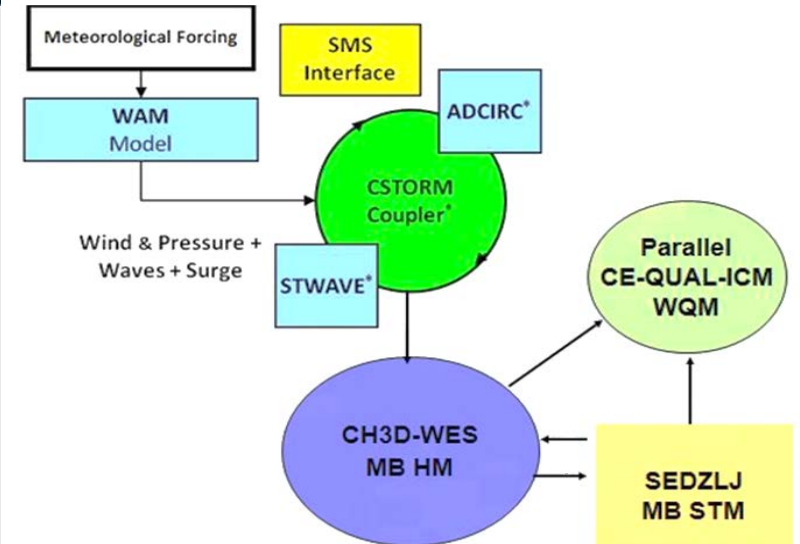 Meteorological Forcing
SMS
Interface
WAM
Model
ADCIRC*
CSTORM
Coupler*
Wind & Pressure +
Waves + Surge
STWAVE*
Parallel
CE-QUAL-ICM
WQM
CH3D-WES
MB HM
SEDZLJ
MB STM